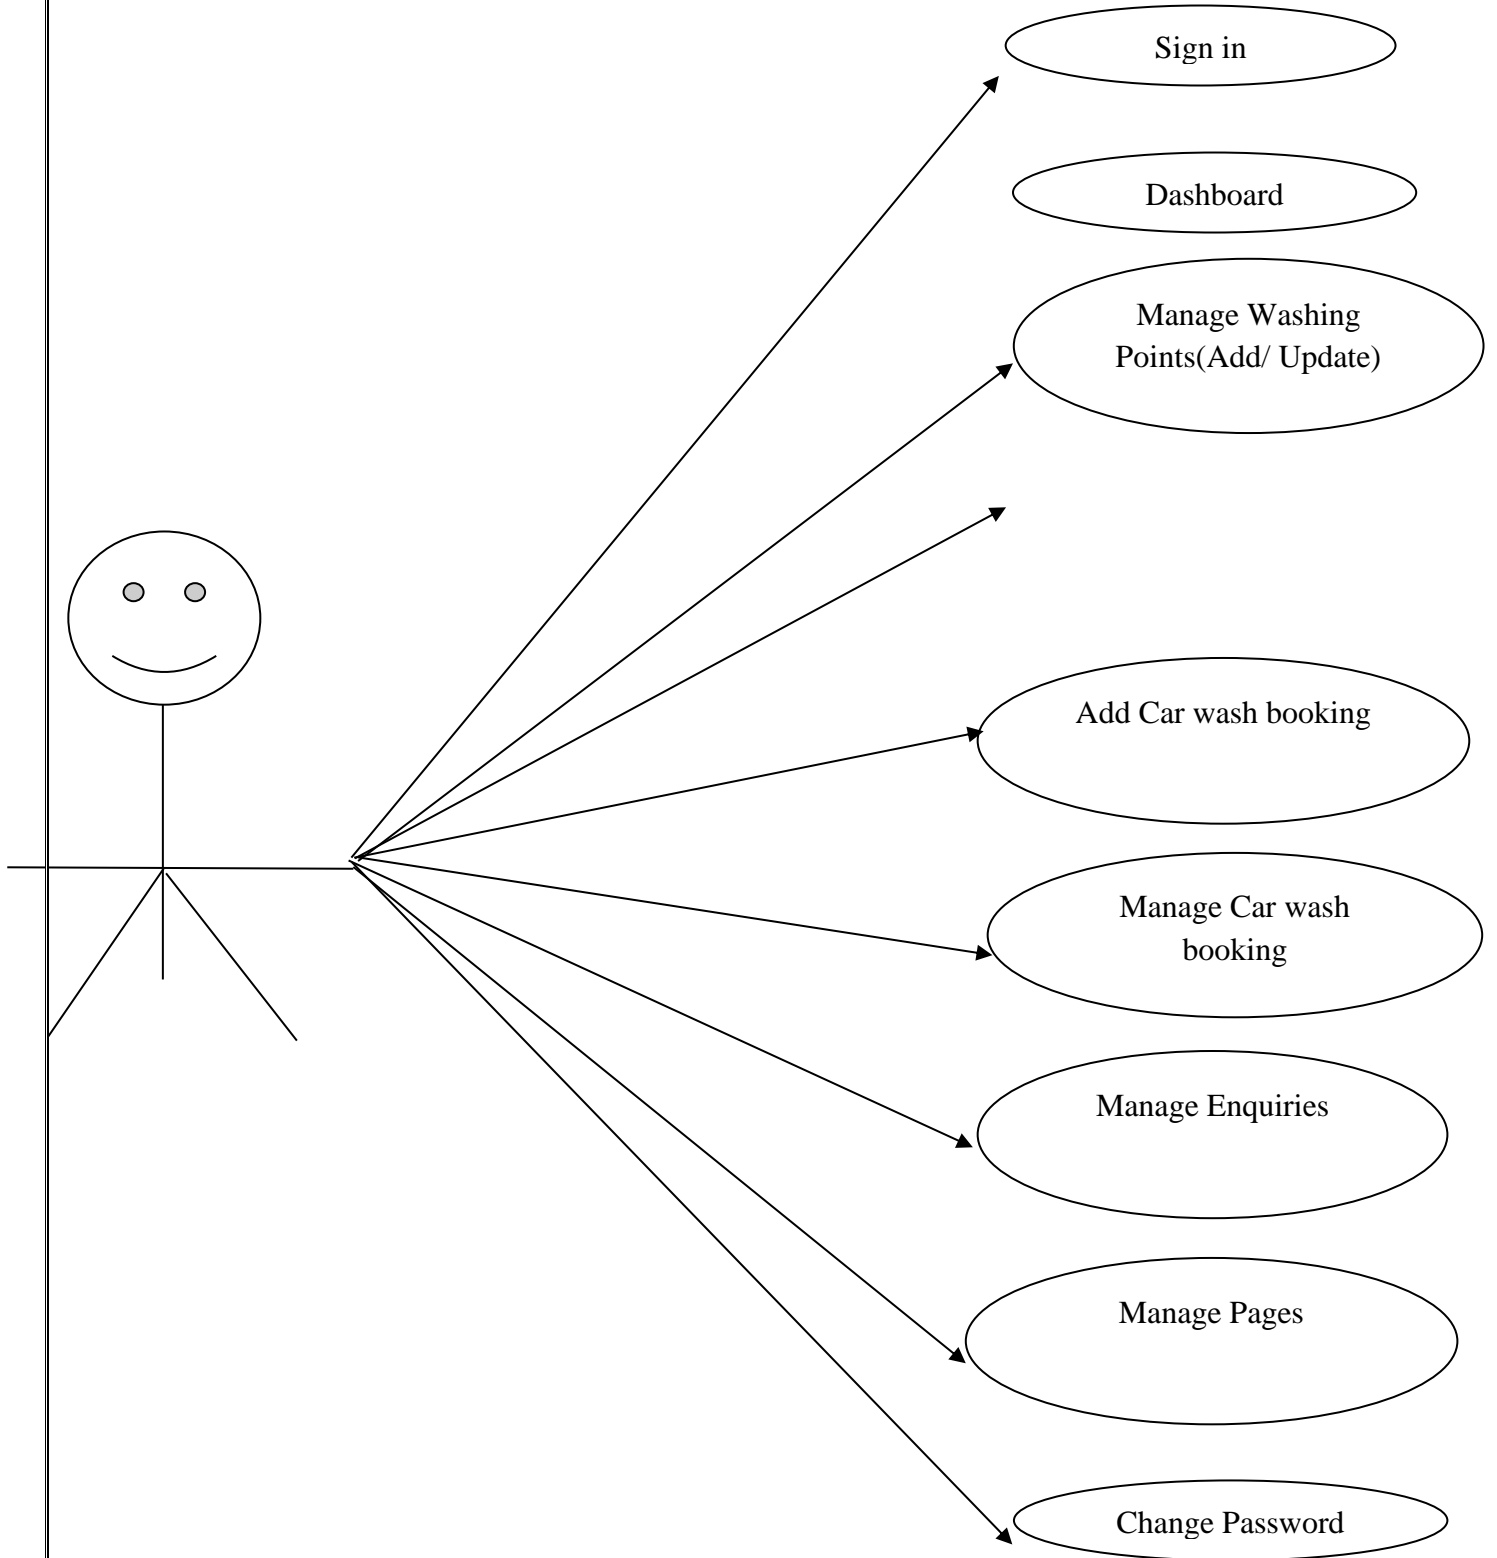 Sign in
Dashboard
Manage Washing
Points(Add/ Update)
Add Car wash booking
Manage Car wash
booking
Manage Enquiries
Manage Pages
Change Password